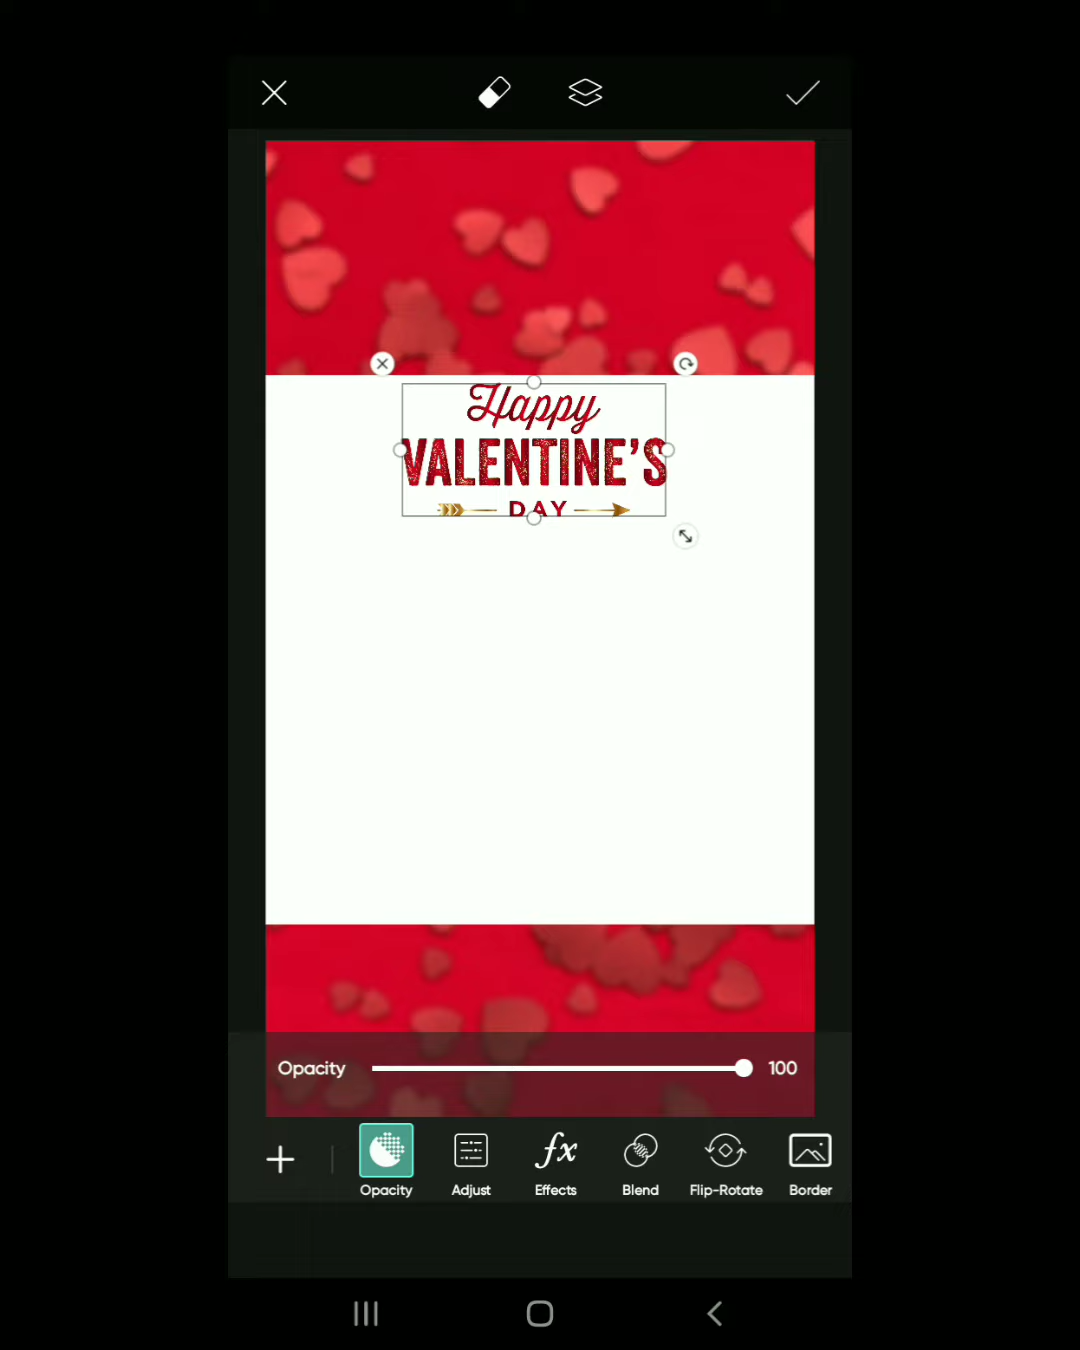 Happy
VALENTINE'S
DAY
Opacity 100
Opacity Adjust Effects Blend Flip-Rotate Border